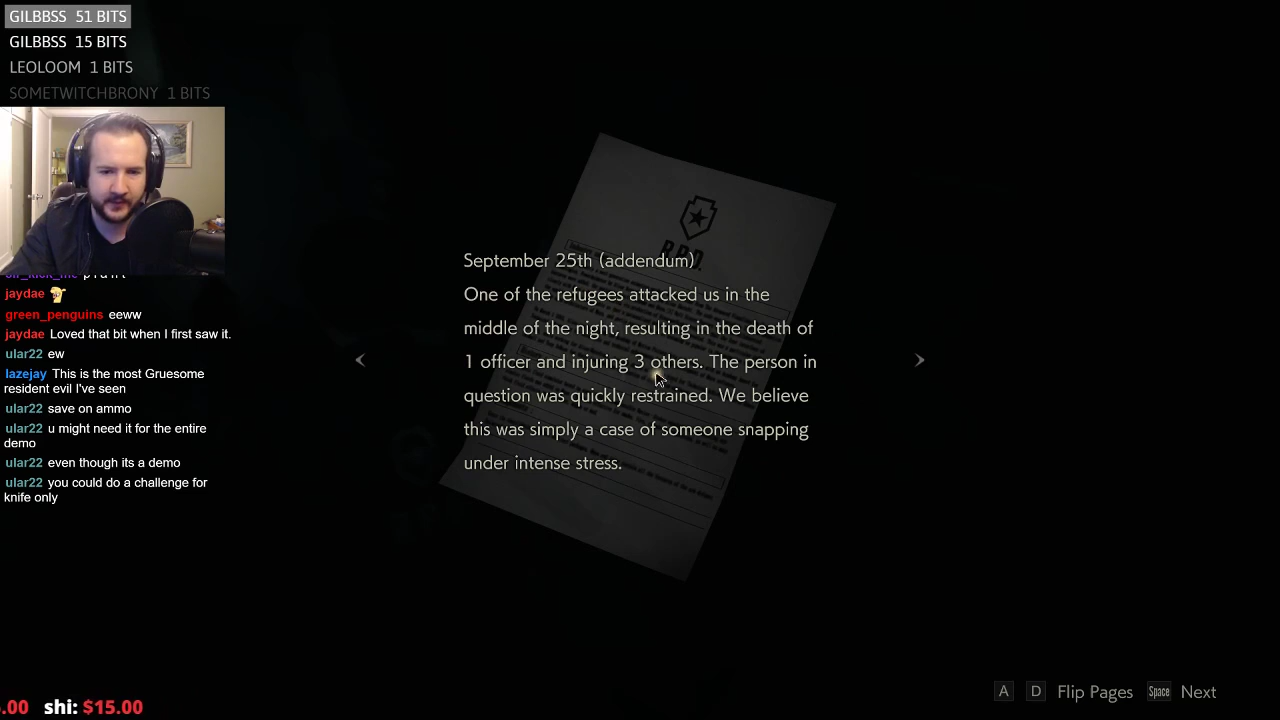 GILBBSS 51 BITS
GILBBSS 15 BITS
LEOLOOM 1 BITS
SOMETWITCHBRONY 1 BITS
jaydae
green_penguins eeww
jaydae Loved that bit when I first saw it.
ular22 ew
lazejay This is the most Gruesome
resident evil I've seen
ular22 save on ammo
ular22 u might need it for the entire
demo
ular22 even though its a demo
ular22 you could do a challenge for
knife only
R.P.D.
September 25th (addendum)
One of the refugees attacked us in the
middle of the night, resulting in the death of
1 officer and injuring 3 others. The person in
question was quickly restrained. We believe
this was simply a case of someone snapping
under intense stress.
A D Flip Pages Space Next
.00 shi: $15.00